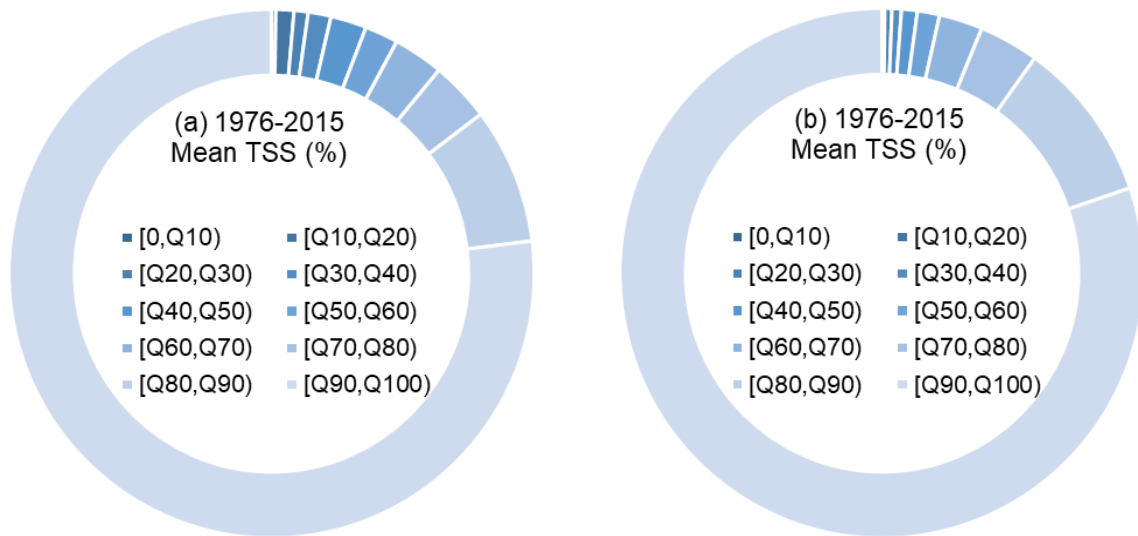 (a) 1976-2015
Mean TSS (%)
[0,Q10)
[Q10,Q20)
[Q20,Q30)
[Q30,Q40)
[Q40,Q50)
[Q50,Q60)
[Q60,Q70)
[Q70,Q80)
[Q80,Q90)
[Q90,Q100)
(b) 1976-2015
Mean TSS (%)
[0,Q10)
[Q10,Q20)
[Q20,Q30)
[Q30,Q40)
[Q40,Q50)
[Q50,Q60)
[Q60,Q70)
[Q70,Q80)
[Q80,Q90)
[Q90,Q100)